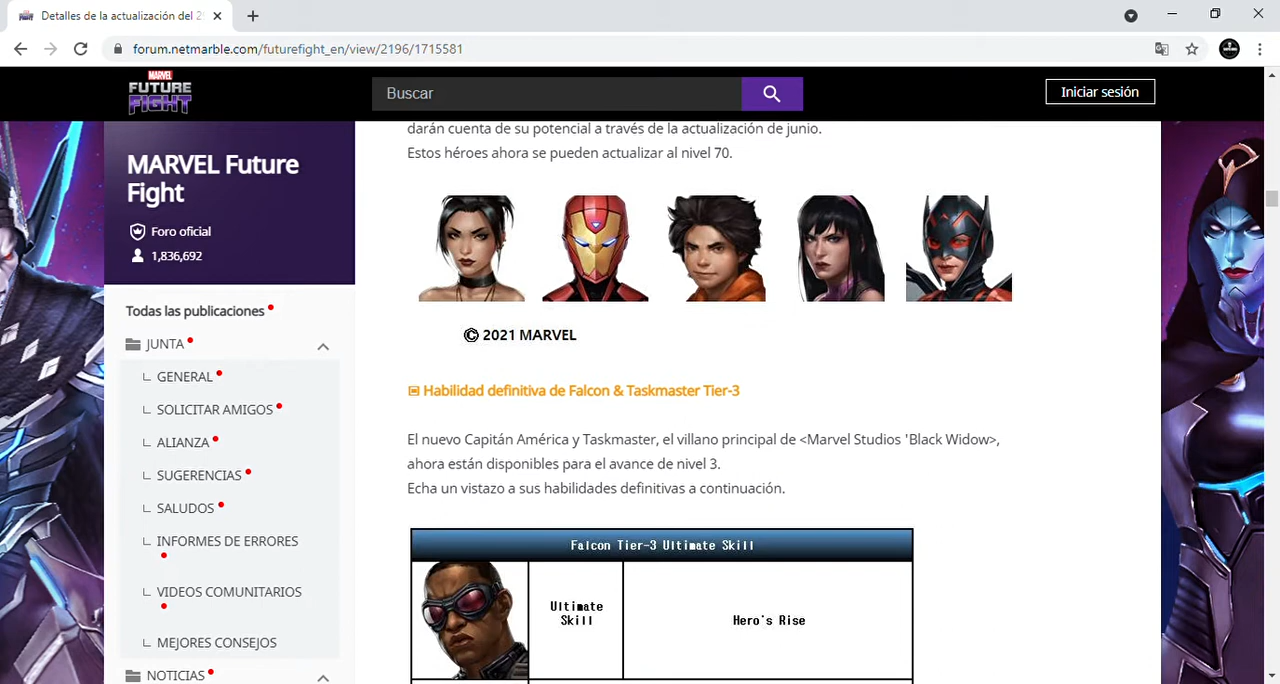 Detalles de la actualización del 2
forum.netmarble.com/futurefight_en/view/2196/1715581
MARVEL
FUTURE
FIGHT
Buscar
Iniciar sesión
MARVEL Future
Fight
Foro oficial
1,836,692
Todas las publicaciones
JUNTA
GENERAL
SOLICITAR AMIGOS
ALIANZA
SUGERENCIAS
SALUDOS
INFORMES DE ERRORES
VIDEOS COMUNITARIOS
MEJORES CONSEJOS
NOTICIAS
darán cuenta de su potencial a través de la actualización de junio.
Estos héroes ahora se pueden actualizar al nivel 70.
© 2021 MARVEL
Habilidad definitiva de Falcon & Taskmaster Tier-3
El nuevo Capitán América y Taskmaster, el villano principal de <Marvel Studios 'Black Widow>,
ahora están disponibles para el avance de nivel 3.
Echa un vistazo a sus habilidades definitivas a continuación.
Falcon Tier-3 Ultimate Skill
Ultimate
Skill
Hero's Rise